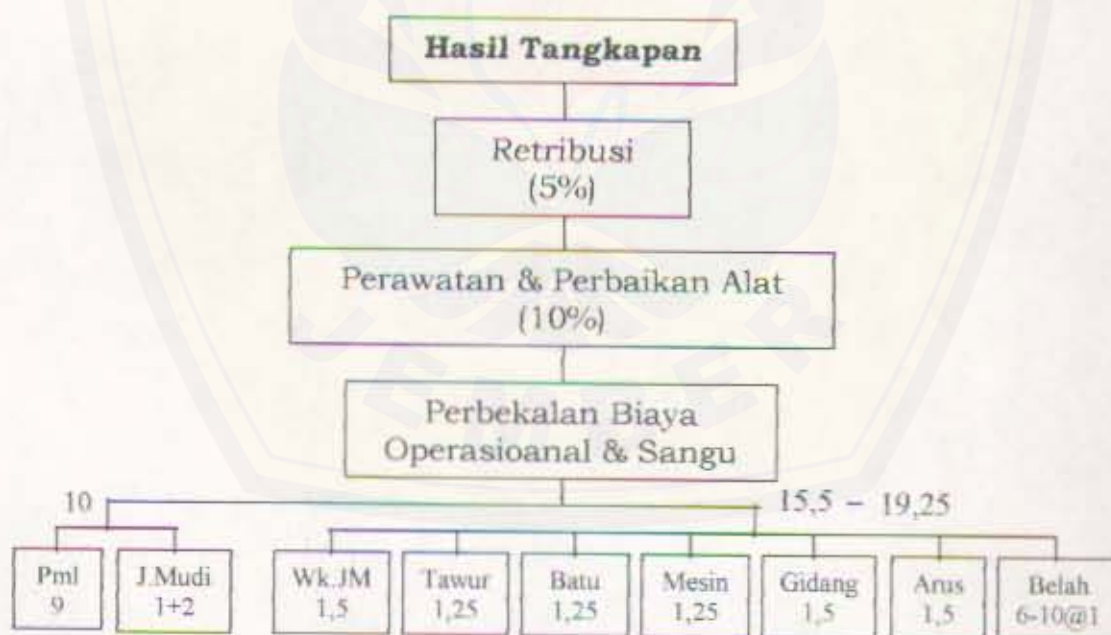 Hasil Tangkapan
Retribusi
(5%)
Perawatan & Perbaikan Alat
(10%)
Perbekalan Biaya
Operasioanal & Sangu
10
15,5 – 19,25
Pml
9
J.Mudi
1+2
Wk.JM
1,5
Tawur
1,25
Batu
1,25
Mesin
1,25
Gidang
1,5
Arus
1,5
Belah
6-10@1